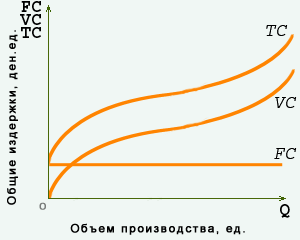 FC
VC
TC
Общие издержки, ден.ед.
TC
VC
FC
o
Q
Объем производства, ед.